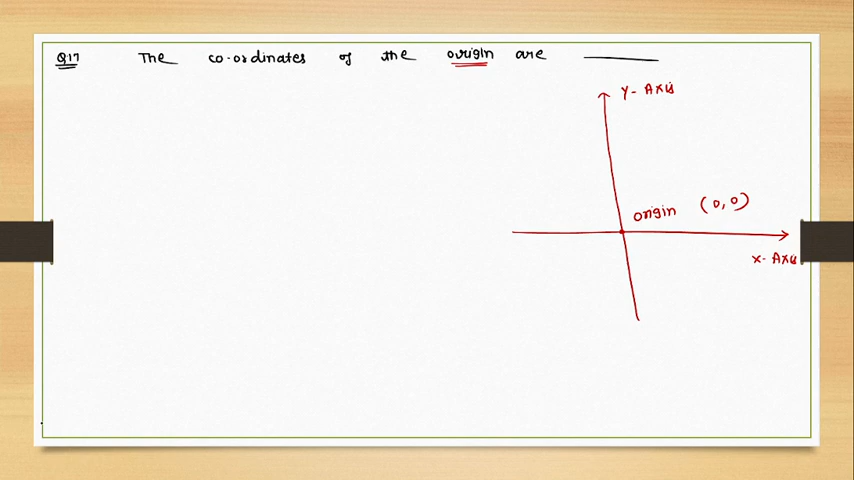 Q17 The co-ordinates of the origin are
Y- Axis
origin (0,0)
X- Axis